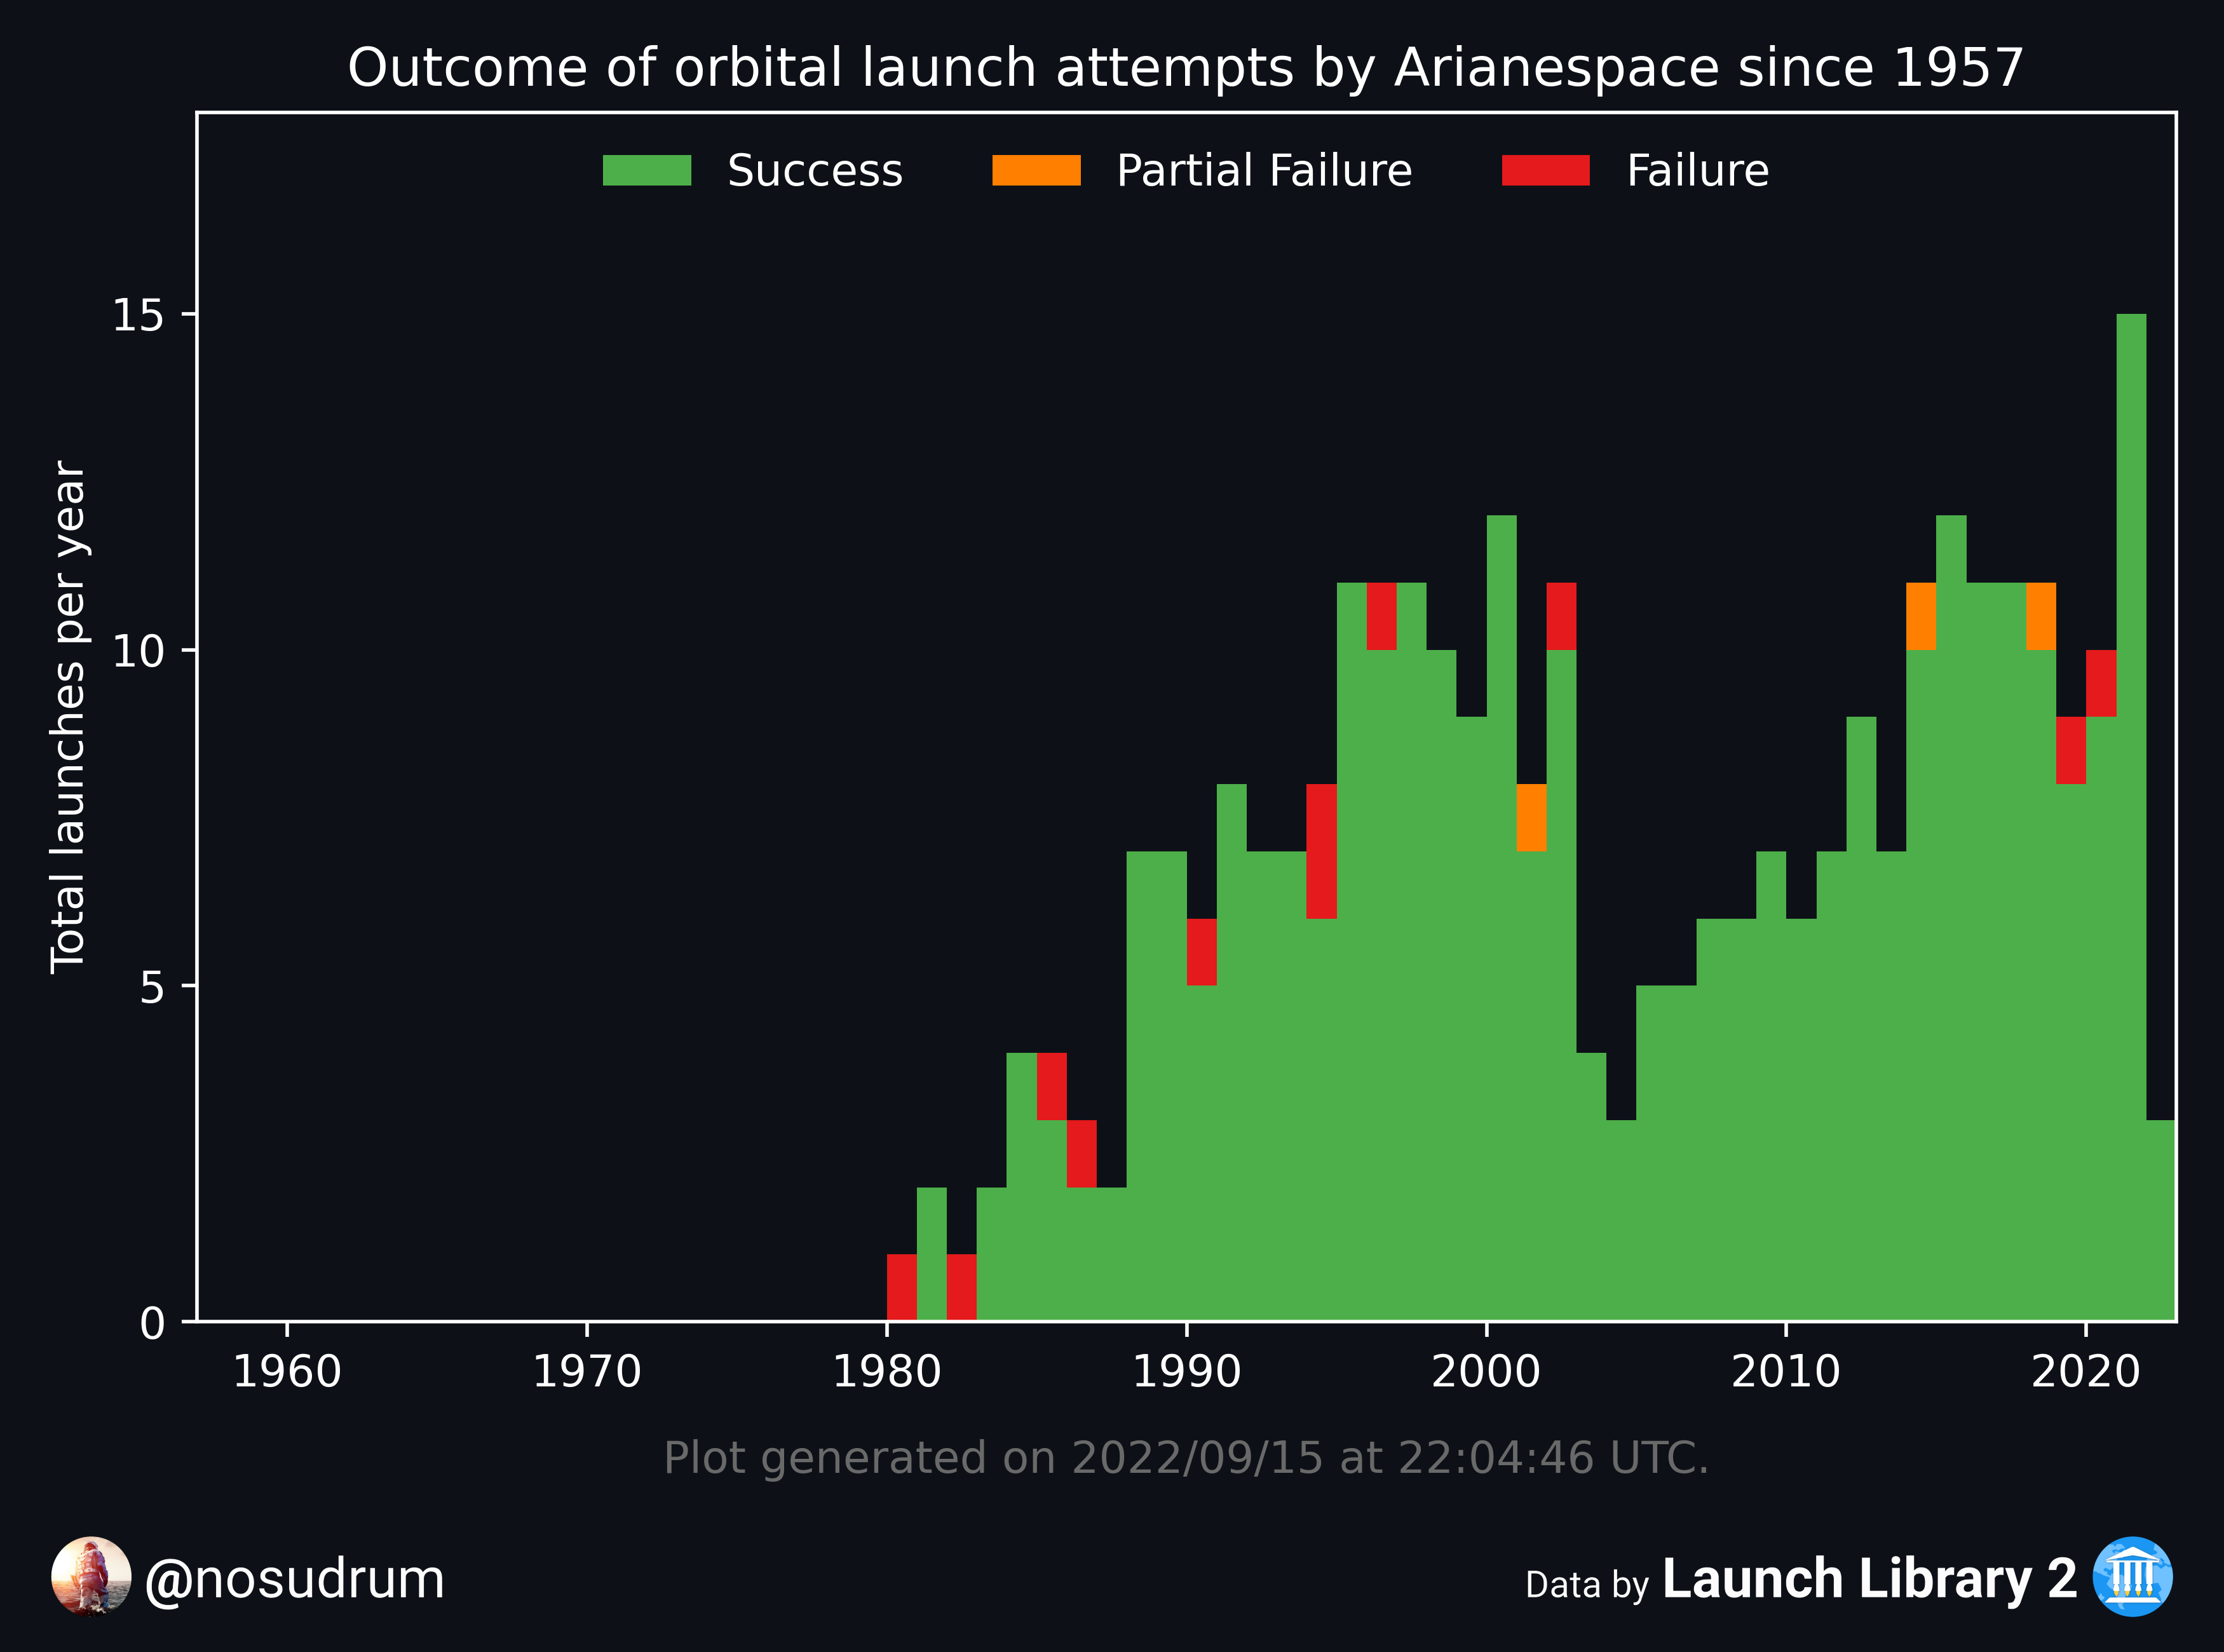 Outcome of orbital launch attempts by Arianespace since 1957
Success Partial Failure Failure
Total launches per year
15
10
5
0
1960 1970 1980 1990 2000 2010 2020
Plot generated on 2022/09/15 at 22:04:46 UTC.
@nosudrum
Data by Launch Library 2